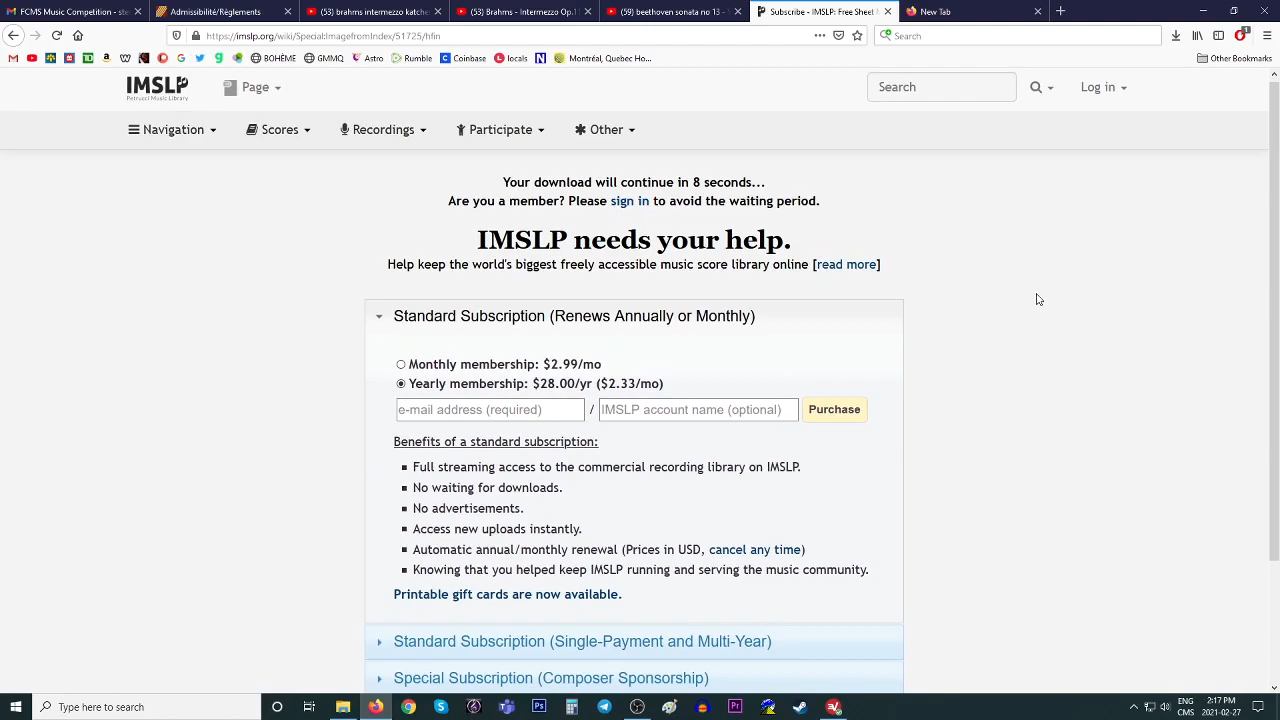 FCMS Music Competition - stev
Admissibilité/Règlements
(53) brahms intermezzo katchen
(53) Brahms - Intermezzo Op.11
(59) beethoven sonata no 13 -
Subscribe - IMSLP: Free Sheet M
New Tab
https://imslp.org/wiki/Special:ImagefromIndex/51725/hfin
Search
BOHÈME
GMMQ
Astro
Rumble
Coinbase
locals
Montréal, Quebec Ho...
Other Bookmarks
IMSLP
Petrucci Music Library
Page
Search
Log in
Navigation
Scores
Recordings
Participate
Other
Your download will continue in 8 seconds...
Are you a member? Please sign in to avoid the waiting period.
IMSLP needs your help.
Help keep the world's biggest freely accessible music score library online [read more]
Standard Subscription (Renews Annually or Monthly)
Monthly membership: $2.99/mo
Yearly membership: $28.00/yr ($2.33/mo)
e-mail address (required) / IMSLP account name (optional) Purchase
Benefits of a standard subscription:
Full streaming access to the commercial recording library on IMSLP.
No waiting for downloads.
No advertisements.
Access new uploads instantly.
Automatic annual/monthly renewal (Prices in USD, cancel any time)
Knowing that you helped keep IMSLP running and serving the music community.
Printable gift cards are now available.
Standard Subscription (Single-Payment and Multi-Year)
Special Subscription (Composer Sponsorship)
Type here to search
ENG
CMS
2:17 PM
2021-02-27